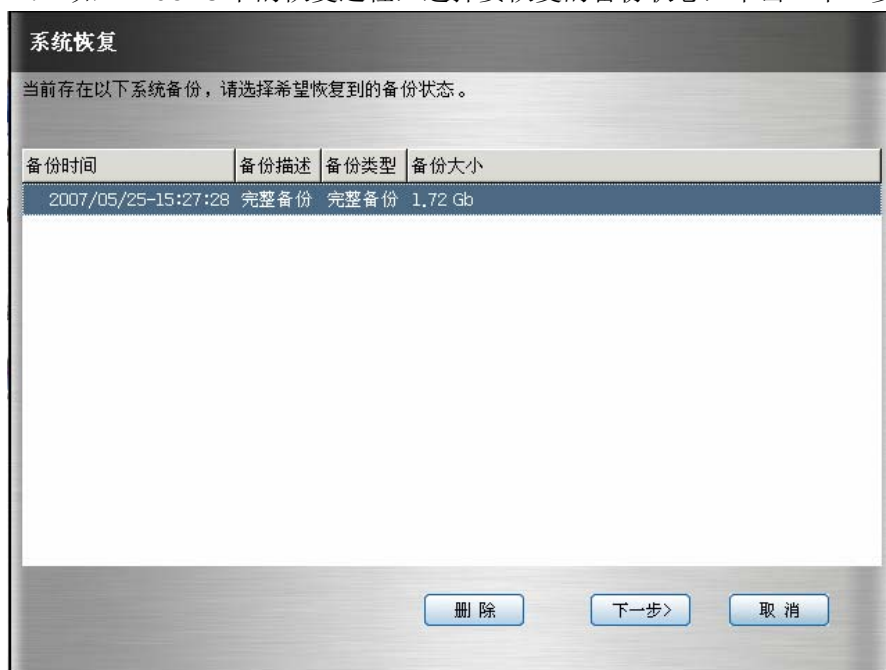 系统恢复
当前存在以下系统备份，请选择希望恢复到的备份状态。
备份时间 备份描述 备份类型 备份大小
2007/05/25-15:27:28 完整备份 完整备份 1.72 Gb
删 除 下一步> 取 消